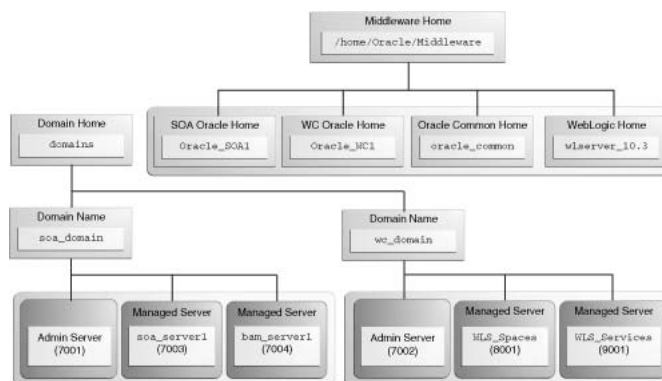 Middleware Home
/home/Oracle/Middleware
SOA Oracle Home
Oracle_SOA1
WC Oracle Home
Oracle_WC1
Oracle Common Home
oracle_common
WebLogic Home
wlserver_10.3
Domain Home
domains
Domain Name
soa_domain
Domain Name
wc_domain
Admin Server
(7001)
Managed Server
soa_server1
(7003)
Managed Server
bam_server1
(7004)
Admin Server
(7002)
Managed Server
WLS_Spaces
(8001)
Managed Server
WLS_Services
(9001)